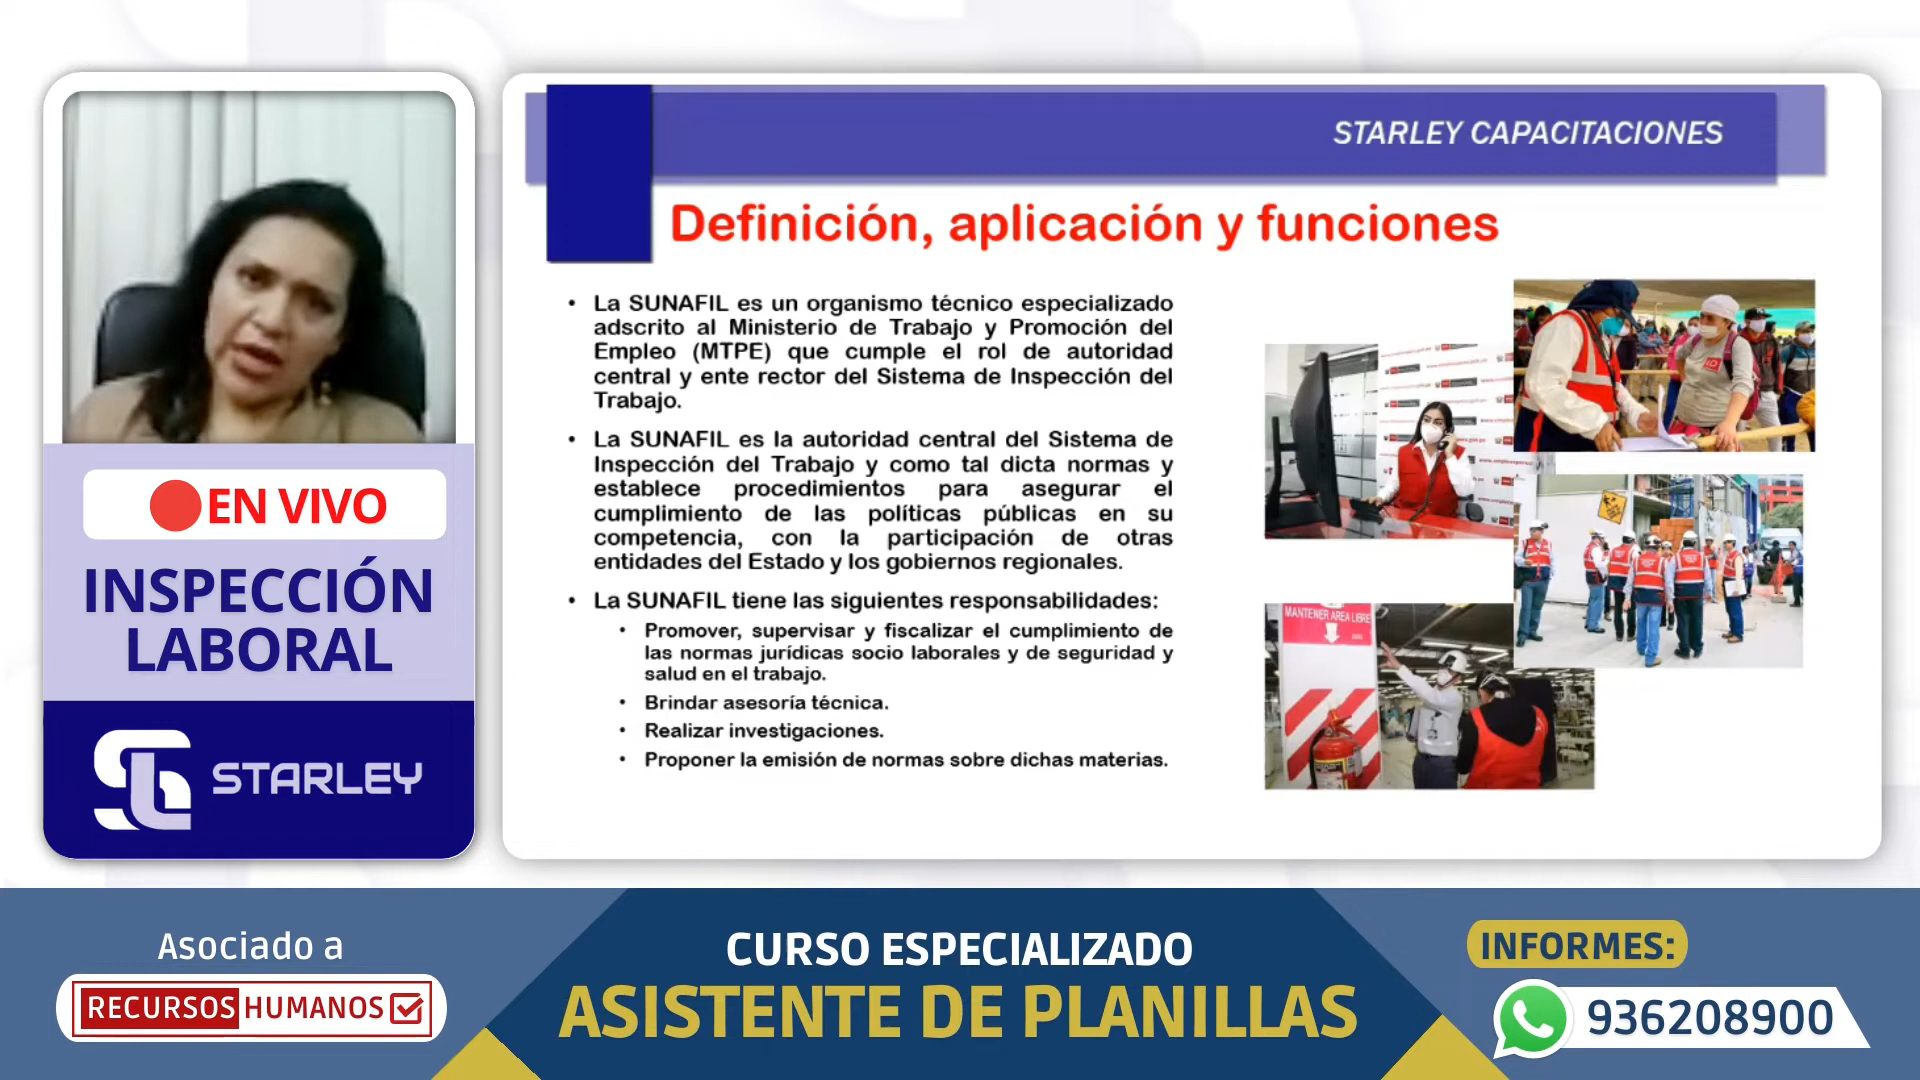 STARLEY CAPACITACIONES
Definición, aplicación y funciones
• La SUNAFIL es un organismo técnico especializado
adscrito al Ministerio de Trabajo y Promoción del
Empleo (MTPE) que cumple el rol de autoridad
central y ente rector del Sistema de Inspección del
Trabajo.
• La SUNAFIL es la autoridad central del Sistema de
Inspección del Trabajo y como tal dicta normas y
establece procedimientos para asegurar el
cumplimiento de las políticas públicas en su
competencia, con la participación de otras
entidades del Estado y los gobiernos regionales.
• La SUNAFIL tiene las siguientes responsabilidades:
• Promover, supervisar y fiscalizar el cumplimiento de
las normas jurídicas socio laborales y de seguridad y
salud en el trabajo.
• Brindar asesoría técnica.
• Realizar investigaciones.
• Proponer la emisión de normas sobre dichas materias.
MANTENER AREA LIBRE
EN VIVO
INSPECCIÓN
LABORAL
STARLEY
Asociado a
RECURSOS HUMANOS
CURSO ESPECIALIZADO
ASISTENTE DE PLANILLAS
INFORMES:
936208900